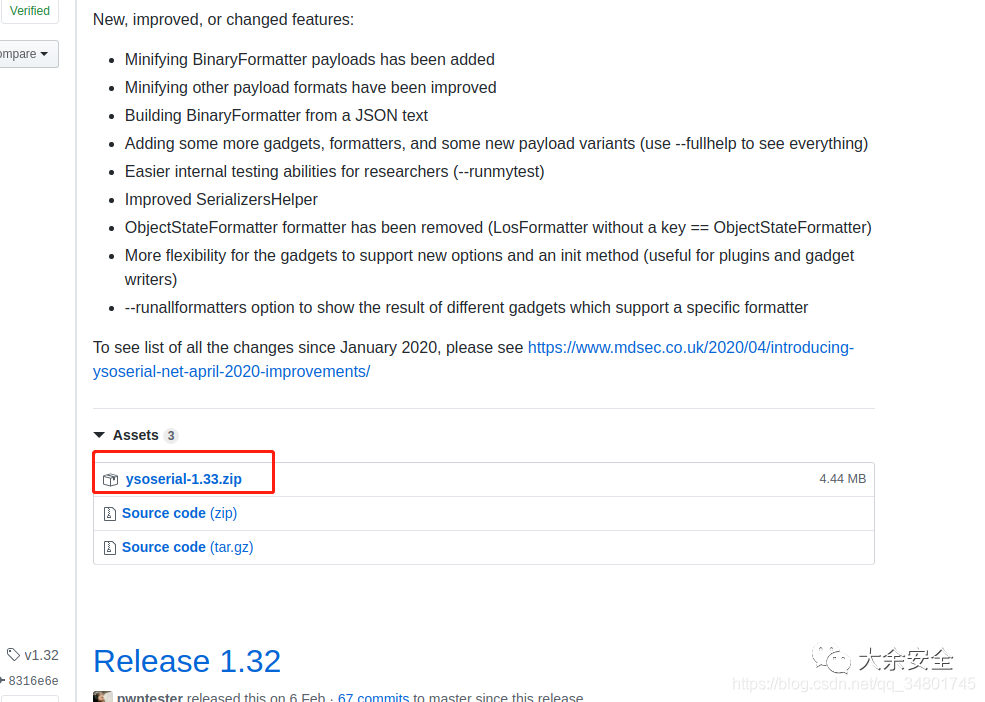 Verified
ompare
New, improved, or changed features:
Minifying BinaryFormatter payloads has been added
Minifying other payload formats have been improved
Building BinaryFormatter from a JSON text
Adding some more gadgets, formatters, and some new payload variants (use --fullhelp to see everything)
Easier internal testing abilities for researchers (--runmytest)
Improved SerializersHelper
ObjectStateFormatter formatter has been removed (LosFormatter without a key == ObjectStateFormatter)
More flexibility for the gadgets to support new options and an init method (useful for plugins and gadget
writers)
--runallformatters option to show the result of different gadgets which support a specific formatter
To see list of all the changes since January 2020, please see https://www.mdsec.co.uk/2020/04/introducing-
ysoserial-net-april-2020-improvements/
Assets 3
ysoserial-1.33.zip 4.44 MB
Source code (zip)
Source code (tar.gz)
v1.32
8316e6e
Release 1.32
pwntester released this on 6 Feb · 67 commits to master since this release
大余安全
https://blog.csdn.net/qq_34801745